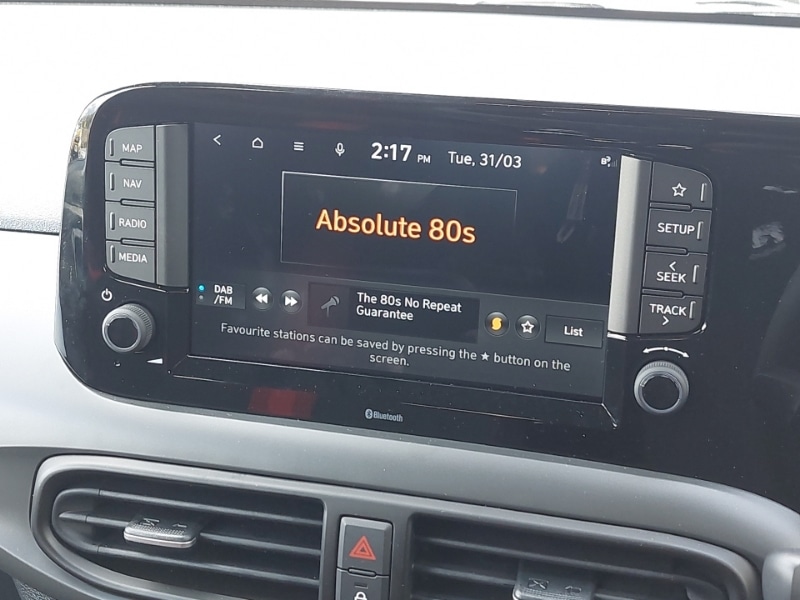 MAP
NAV
RADIO
MEDIA
2:17 PM Tue, 31/03
Absolute 80s
DAB
/FM
The 80s No Repeat
Guarantee
List
Favourite stations can be saved by pressing the ★ button on the
screen.
SETUP
< SEEK
TRACK >
Bluetooth